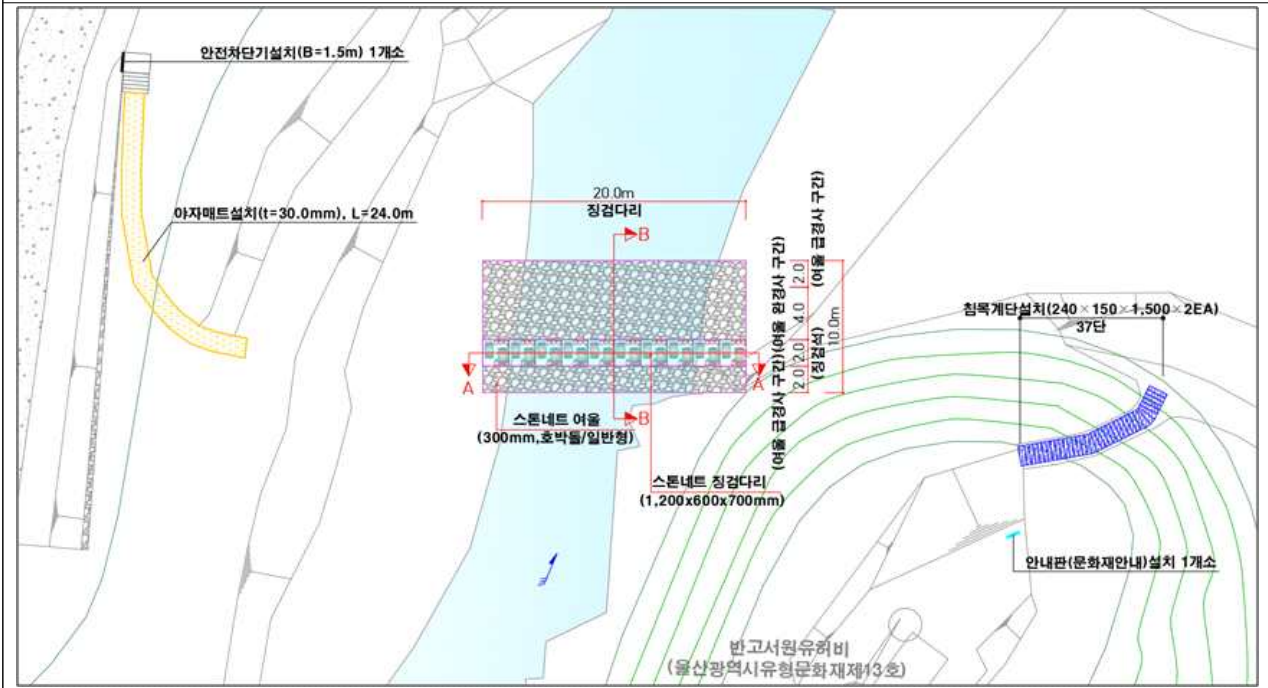 안전차단기설치(B=1.5m) 1개소
야자매트설치(t=30.0mm), L=24.0m
20.0m
징검다리
B
A
A
B
2.0
4.0
2.0
2.0
10.0m
(여울 급경사 구간)
(여울 완경사 구간)
(징검석)
(여울 급경사 구간)
스톤네트 여울
(300mm,호박돌/일반형)
스톤네트 징검다리
(1,200x600x700mm)
침목계단설치(240×150×1,500×2EA)
37단
안내판(문화재안내)설치 1개소
반고서원유허비
(울산광역시유형문화재제13호)